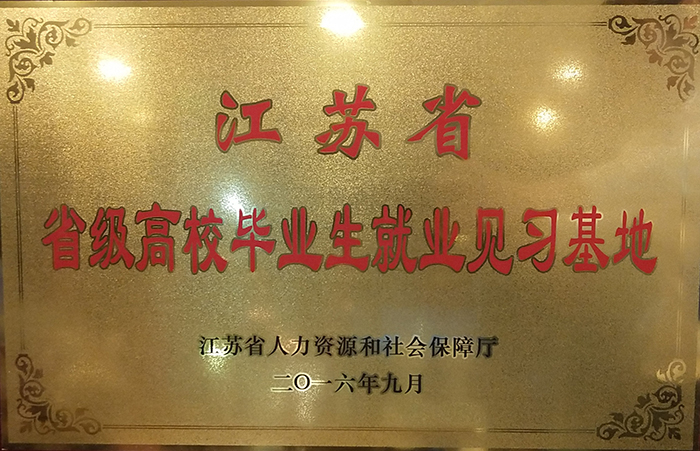 江苏省
省级高校毕业生就业见习基地
江苏省人力资源和社会保障厅
二〇一六年九月